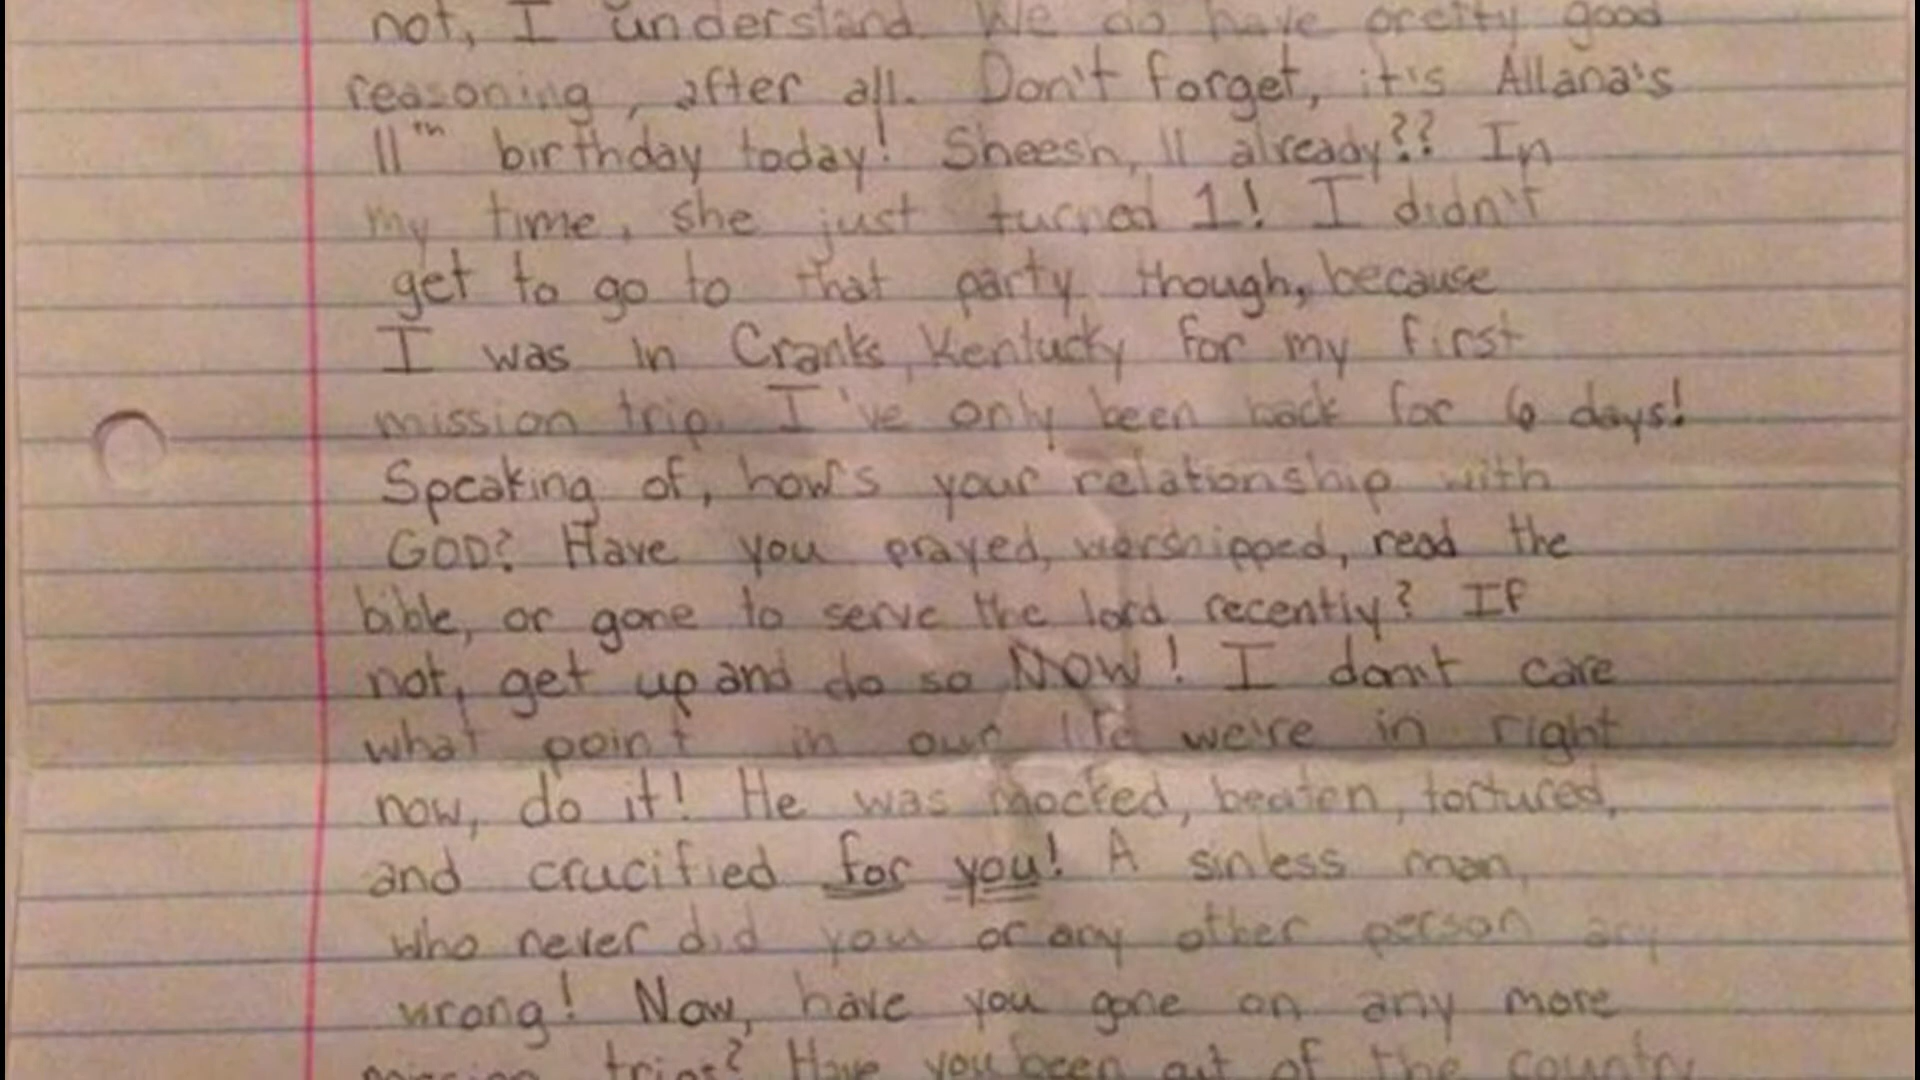 not, I understand. We do have pretty good
reasoning, after all. Don't forget, it's Allana's
11th birthday today! Sheesh, 11 already?? In
my time, she just turned 1! I didn't
get to go to that party though, because
I was in Cranks, Kentucky for my first
mission trip. I've only been back for 6 days!
Speaking of, how's your relationship with
GOD? Have you prayed, worshipped, read the
bible, or gone to serve the lord recently? If
not, get up and do so NOW! I don't care
what point in our life we're in right
now, do it! He was mocked, beaten, tortured,
and crucified for you! A sinless man,
who never did you or any other person any
wrong! Now, have you gone on any more
mission trips? Have you been out of the country